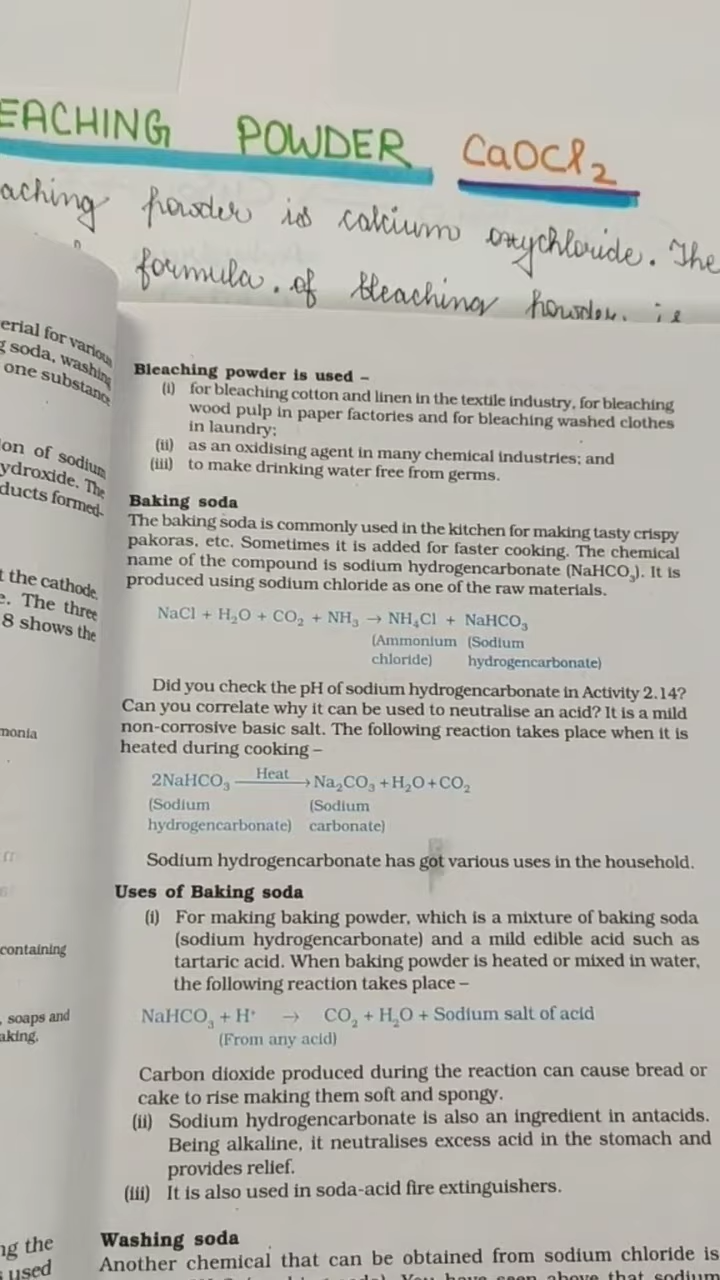 EACHING POWDER CaOCl₂
aching powder is calcium oxychloride. The
formula. of bleaching powder. is
erial for various
g soda, washing
one substance
on of sodium
ydroxide. The
ducts formed-
t the cathode.
e. The three
8 shows the
monia
containing
, soaps and
aking.
ng the
used
Bleaching powder is used –
(i) for bleaching cotton and linen in the textile industry, for bleaching
wood pulp in paper factories and for bleaching washed clothes
in laundry;
(ii) as an oxidising agent in many chemical industries; and
(iii) to make drinking water free from germs.
Baking soda
The baking soda is commonly used in the kitchen for making tasty crispy
pakoras, etc. Sometimes it is added for faster cooking. The chemical
name of the compound is sodium hydrogencarbonate (NaHCO₃). It is
produced using sodium chloride as one of the raw materials.
NaCl + H₂O + CO₂ + NH₃ → NH₄Cl + NaHCO₃
(Ammonium (Sodium
chloride) hydrogencarbonate)
Did you check the pH of sodium hydrogencarbonate in Activity 2.14?
Can you correlate why it can be used to neutralise an acid? It is a mild
non-corrosive basic salt. The following reaction takes place when it is
heated during cooking –
2NaHCO₃ Heat → Na₂CO₃ + H₂O + CO₂
(Sodium (Sodium
hydrogencarbonate) carbonate)
Sodium hydrogencarbonate has got various uses in the household.
Uses of Baking soda
(i) For making baking powder, which is a mixture of baking soda
(sodium hydrogencarbonate) and a mild edible acid such as
tartaric acid. When baking powder is heated or mixed in water,
the following reaction takes place –
NaHCO₃ + H⁺ → CO₂ + H₂O + Sodium salt of acid
(From any acid)
Carbon dioxide produced during the reaction can cause bread or
cake to rise making them soft and spongy.
(ii) Sodium hydrogencarbonate is also an ingredient in antacids.
Being alkaline, it neutralises excess acid in the stomach and
provides relief.
(iii) It is also used in soda-acid fire extinguishers.
Washing soda
Another chemical that can be obtained from sodium chloride is
You have seen above that sodium